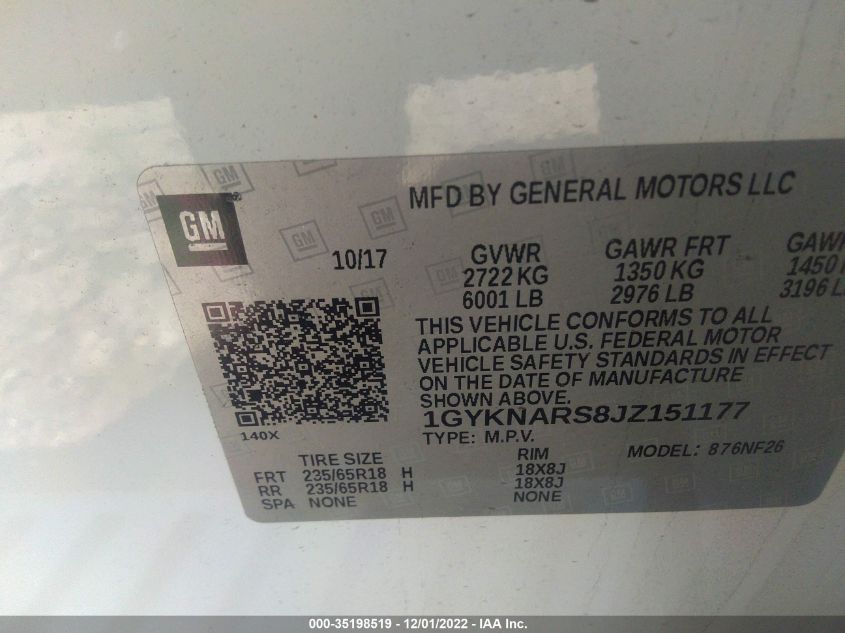 GM
MFD BY GENERAL MOTORS LLC
10/17
GVWR GAWR FRT GAWR
2722 KG 1350 KG 1450
6001 LB 2976 LB 3196
THIS VEHICLE CONFORMS TO ALL
APPLICABLE U.S. FEDERAL MOTOR
VEHICLE SAFETY STANDARDS IN EFFECT
ON THE DATE OF MANUFACTURE
SHOWN ABOVE.
1GYKNARS8JZ151177
140X
TYPE: M.P.V.
MODEL: 876NF26
TIRE SIZE RIM
FRT 235/65R18 H 18X8J
RR 235/65R18 H 18X8J
SPA NONE NONE
000-35198519 - 12/01/2022 - IAA Inc.